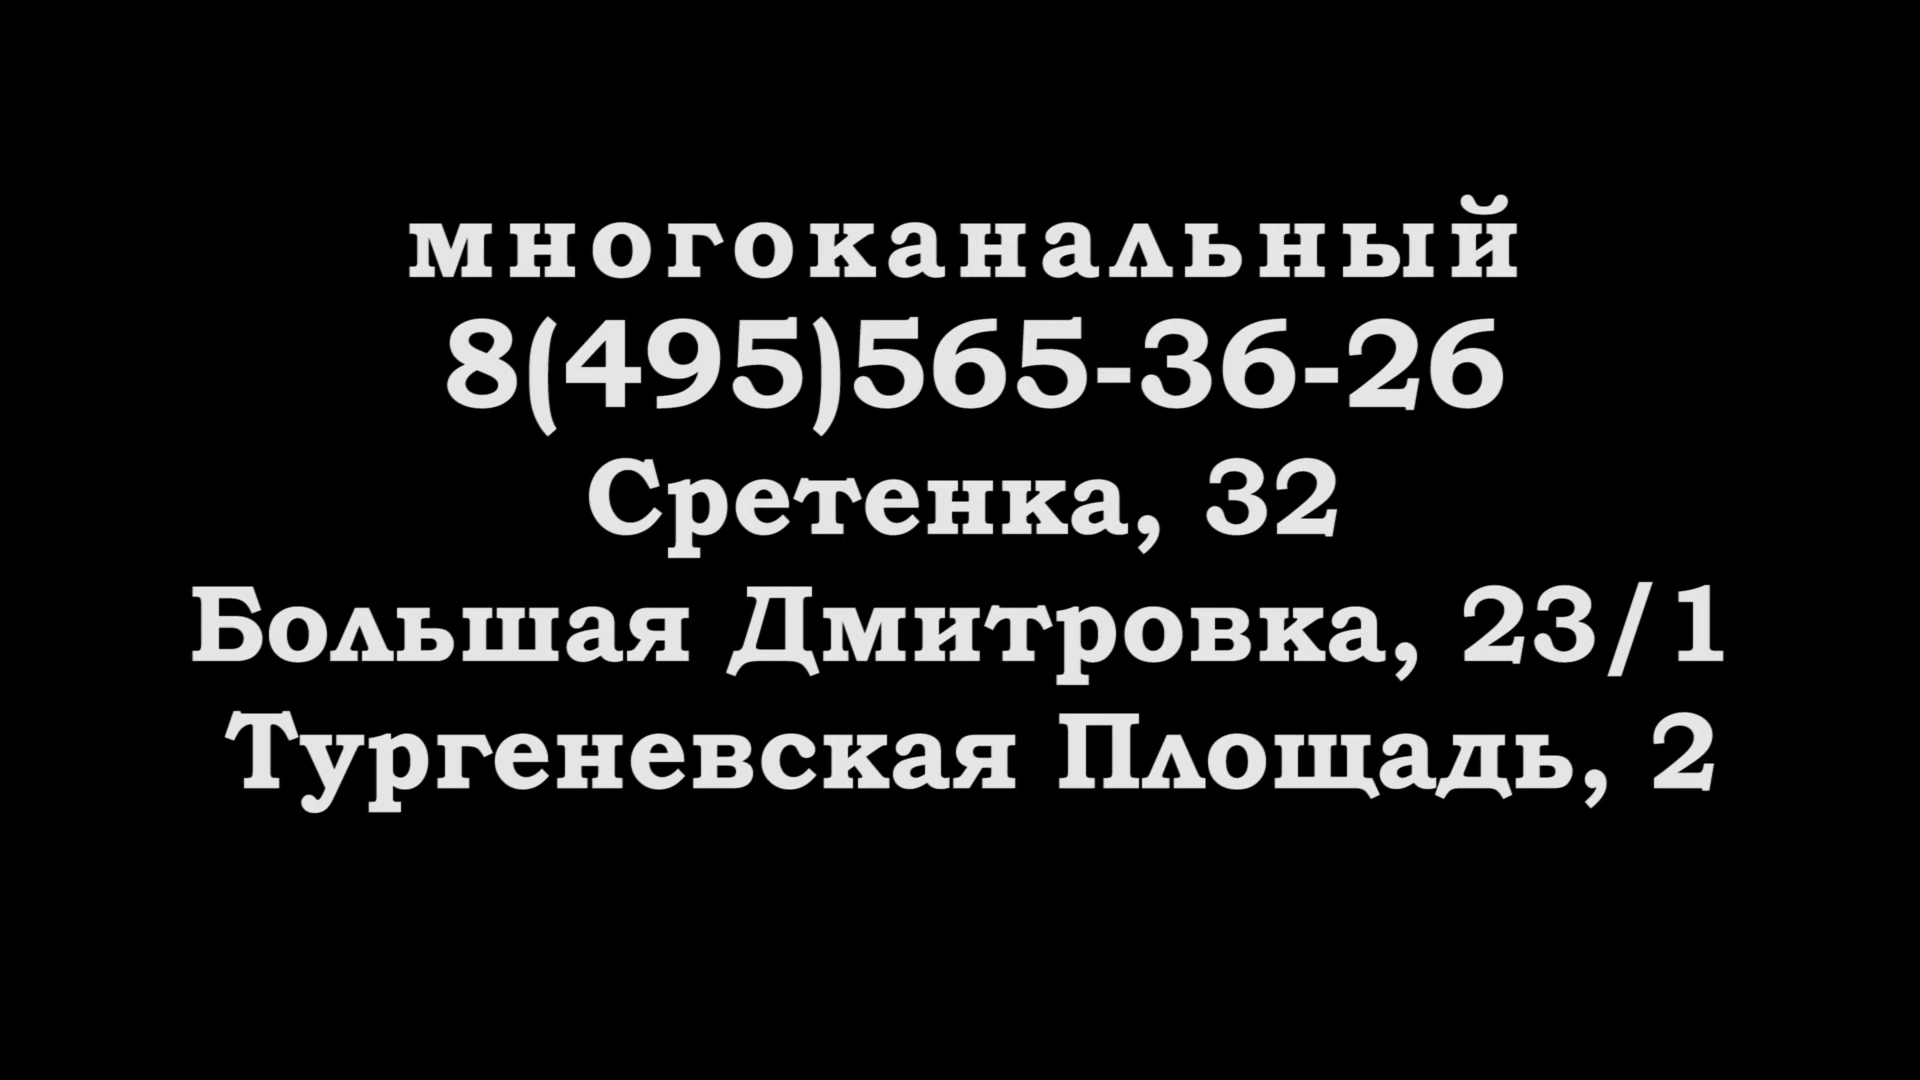 многоканальный
8(495)565-36-26
Сретенка, 32
Большая Дмитровка, 23/1
Тургеневская Площадь, 2